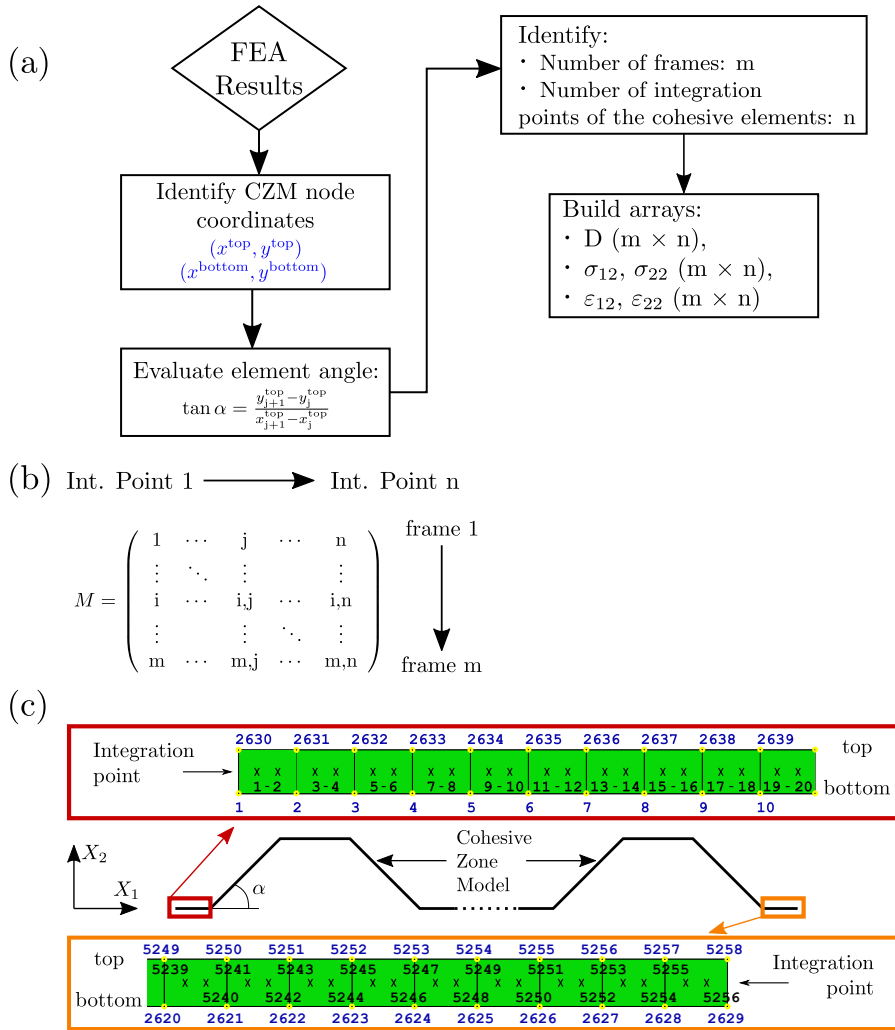 (a)
FEA
Results
Identify CZM node
coordinates
(x^top, y^top)
(x^bottom, y^bottom)
Evaluate element angle:
tan α = (y^top_{j+1} − y^top_j) / (x^top_{j+1} − x^top_j)
Identify:
· Number of frames: m
· Number of integration
points of the cohesive elements: n
Build arrays:
· D (m × n),
· σ12, σ22 (m × n),
· ε12, ε22 (m × n)
(b) Int. Point 1 Int. Point n
1 ⋯ j ⋯ n
⋮ ⋱ ⋮ ⋮
M = i ⋯ i,j ⋯ i,n
⋮ ⋮ ⋱ ⋮
m ⋯ m,j ⋯ m,n
frame 1
frame m
(c)
2630 2631 2632 2633 2634 2635 2636 2637 2638 2639
Integration
point
top
x x x x x x x x x x x x x x x x x x x x
1-2 3-4 5-6 7-8 9-10 11-12 13-14 15-16 17-18 19-20
bottom
1 2 3 4 5 6 7 8 9 10
X2
X1
α
Cohesive
Zone
Model
5249 5250 5251 5252 5253 5254 5255 5256 5257 5258
top
5239 5241 5243 5245 5247 5249 5251 5253 5255
Integration
point
x x x x x x x x x x x x x x x x x x
bottom
5240 5242 5244 5246 5248 5250 5252 5254 5256
2620 2621 2622 2623 2624 2625 2626 2627 2628 2629